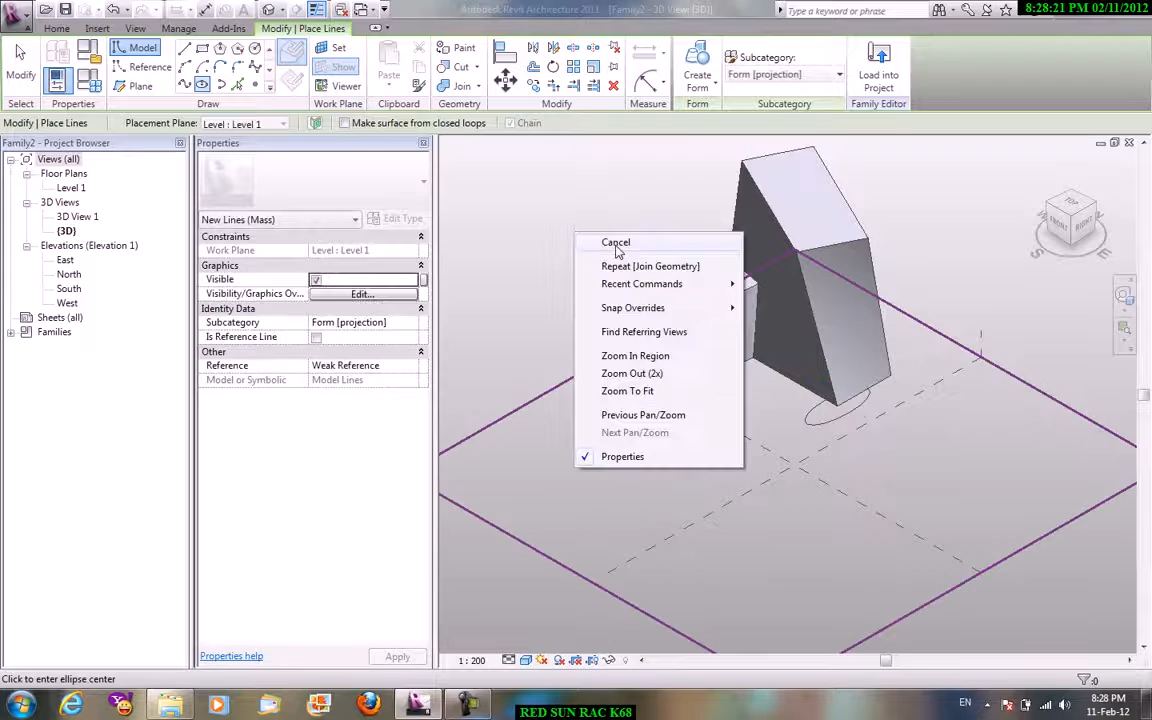 Autodesk Revit Architecture 2011 - [Family2 - 3D View: {3D}]
Type a keyword or phrase
8:28:21 PM 02/11/2012
Home Insert View Manage Add-Ins Modify | Place Lines
Modify
Model
Reference
Plane
Set
Show
Viewer
Paste
Paint
Cut
Join
Create
Form
Subcategory:
Form [projection]
Load into
Project
Select Properties Draw Work Plane Clipboard Geometry Modify Measure Form Subcategory Family Editor
Modify | Place Lines Placement Plane: Level : Level 1 Make surface from closed loops Chain
Family2 - Project Browser
Views (all)
Floor Plans
Level 1
3D Views
3D View 1
{3D}
Elevations (Elevation 1)
East
North
South
West
Sheets (all)
Families
Properties
New Lines (Mass) Edit Type
Constraints
Work Plane Level : Level 1
Graphics
Visible
Visibility/Graphics Ov... Edit...
Identity Data
Subcategory Form [projection]
Is Reference Line
Other
Reference Weak Reference
Model or Symbolic Model Lines
Properties help Apply
Cancel
Repeat [Join Geometry]
Recent Commands
Snap Overrides
Find Referring Views
Zoom In Region
Zoom Out (2x)
Zoom To Fit
Previous Pan/Zoom
Next Pan/Zoom
Properties
TOP
FRONT
RIGHT
S
E
1 : 200
Click to enter ellipse center
:0
EN
8:28 PM
11-Feb-12
RED SUN RAC K68